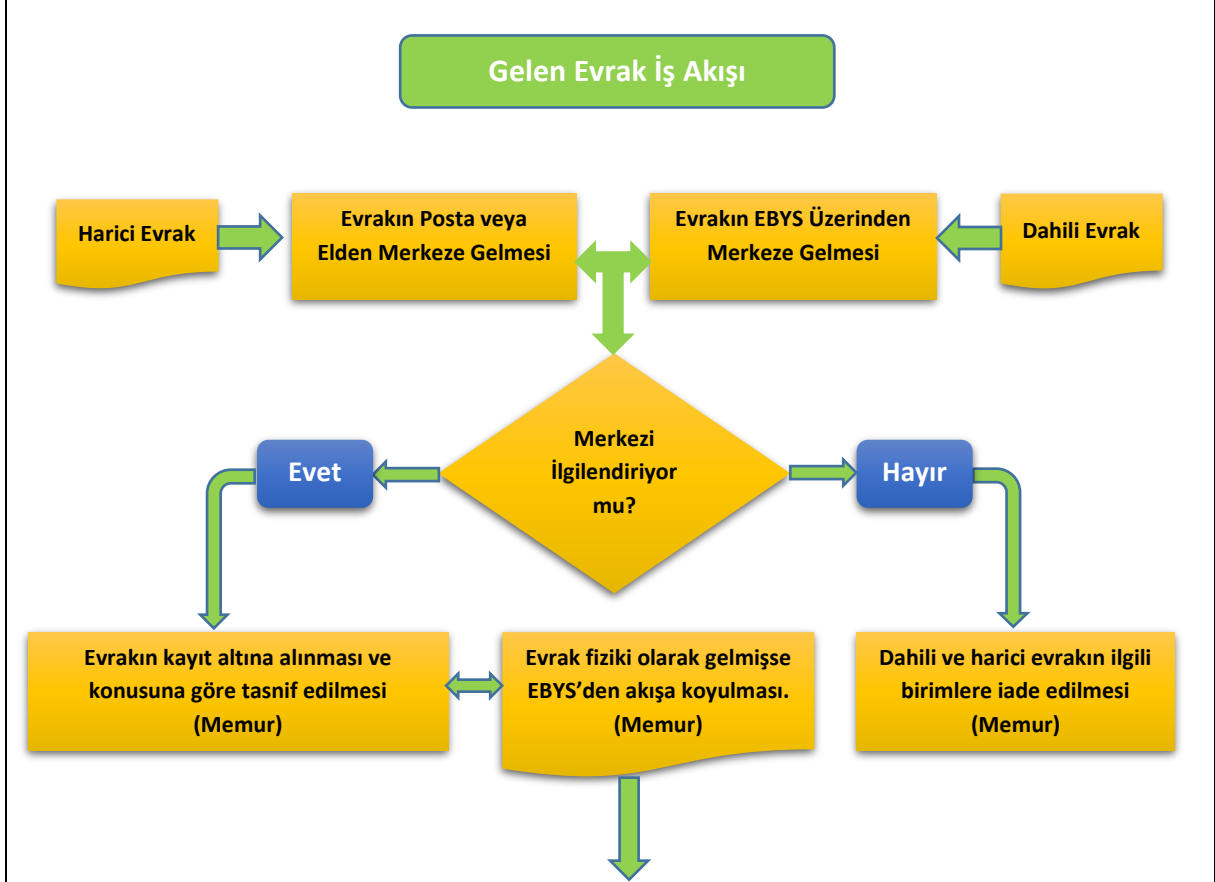 Gelen Evrak İş Akışı
Harici Evrak
Evrakın Posta veya
Elden Merkeze Gelmesi
Evrakın EBYS Üzerinden
Merkeze Gelmesi
Dahili Evrak
Merkezi
İlgilendiriyor
mu?
Evet
Hayır
Evrakın kayıt altına alınması ve
konusuna göre tasnif edilmesi
(Memur)
Evrak fiziki olarak gelmişse
EBYS’den akışa koyulması.
(Memur)
Dahili ve harici evrakın ilgili
birimlere iade edilmesi
(Memur)